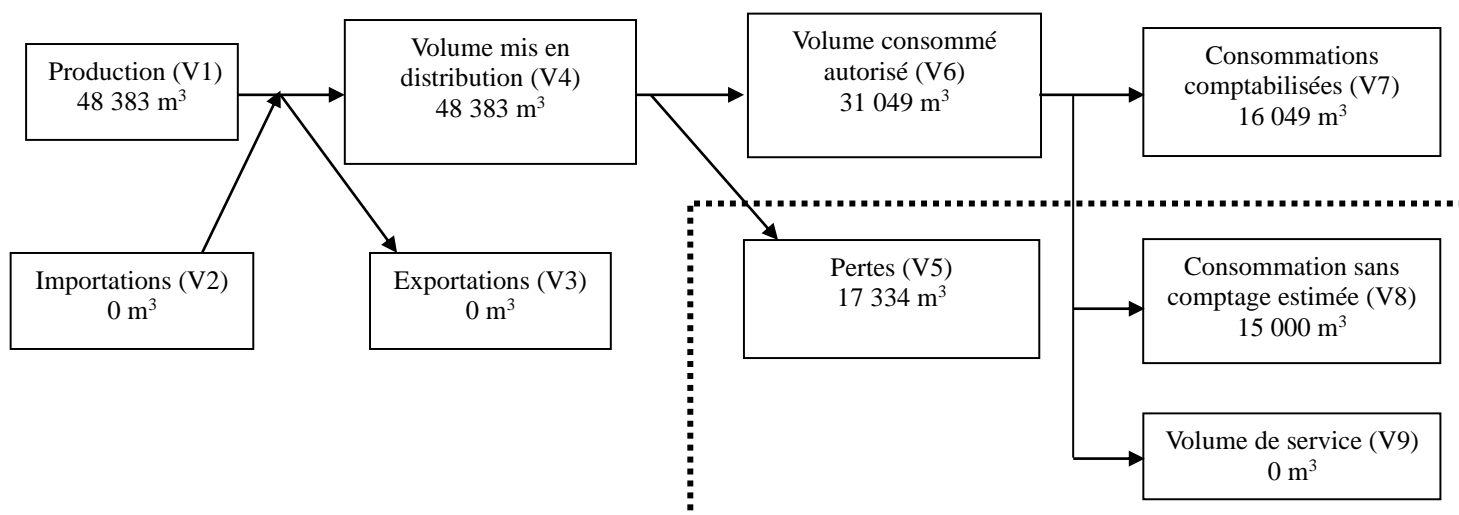 Production (V1)
48 383 m³
Volume mis en
distribution (V4)
48 383 m³
Volume consommé
autorisé (V6)
31 049 m³
Consommations
comptabilisées (V7)
16 049 m³
Importations (V2)
0 m³
Exportations (V3)
0 m³
Pertes (V5)
17 334 m³
Consommation sans
comptage estimée (V8)
15 000 m³
Volume de service (V9)
0 m³